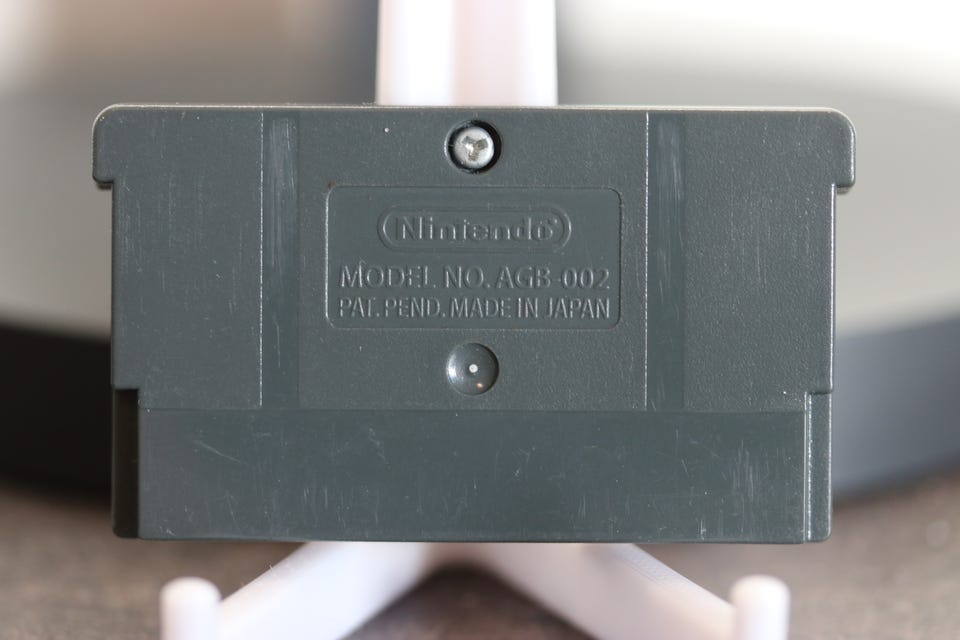 Nintendo®
MODEL NO. AGB-002
PAT. PEND. MADE IN JAPAN